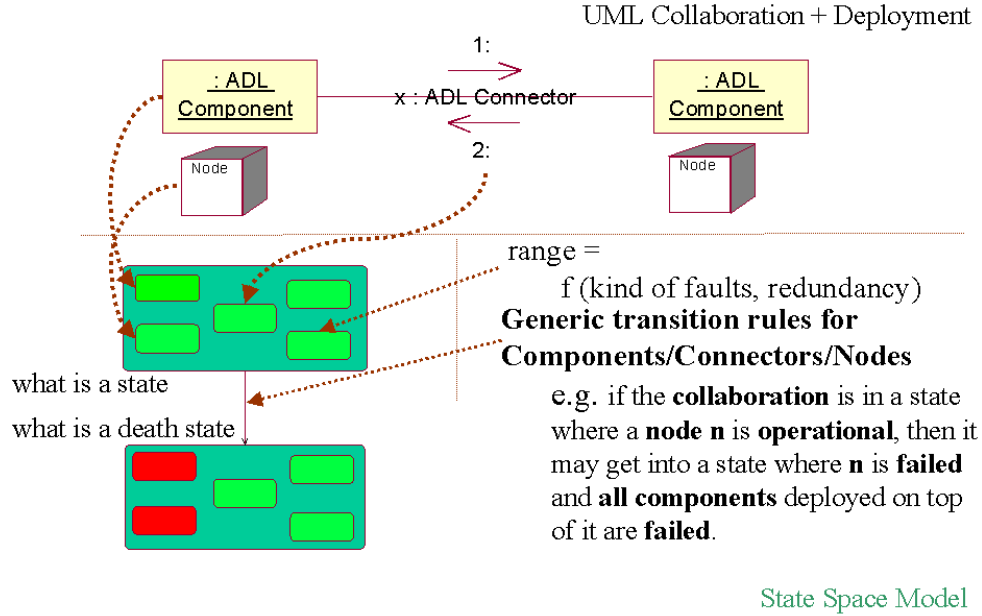 UML Collaboration + Deployment
1:
: ADL
Component
x : ADL Connector
: ADL
Component
2:
Node
Node
range =
f (kind of faults, redundancy)
Generic transition rules for
Components/Connectors/Nodes
what is a state
what is a death state
e.g. if the collaboration is in a state
where a node n is operational, then it
may get into a state where n is failed
and all components deployed on top
of it are failed.
State Space Model